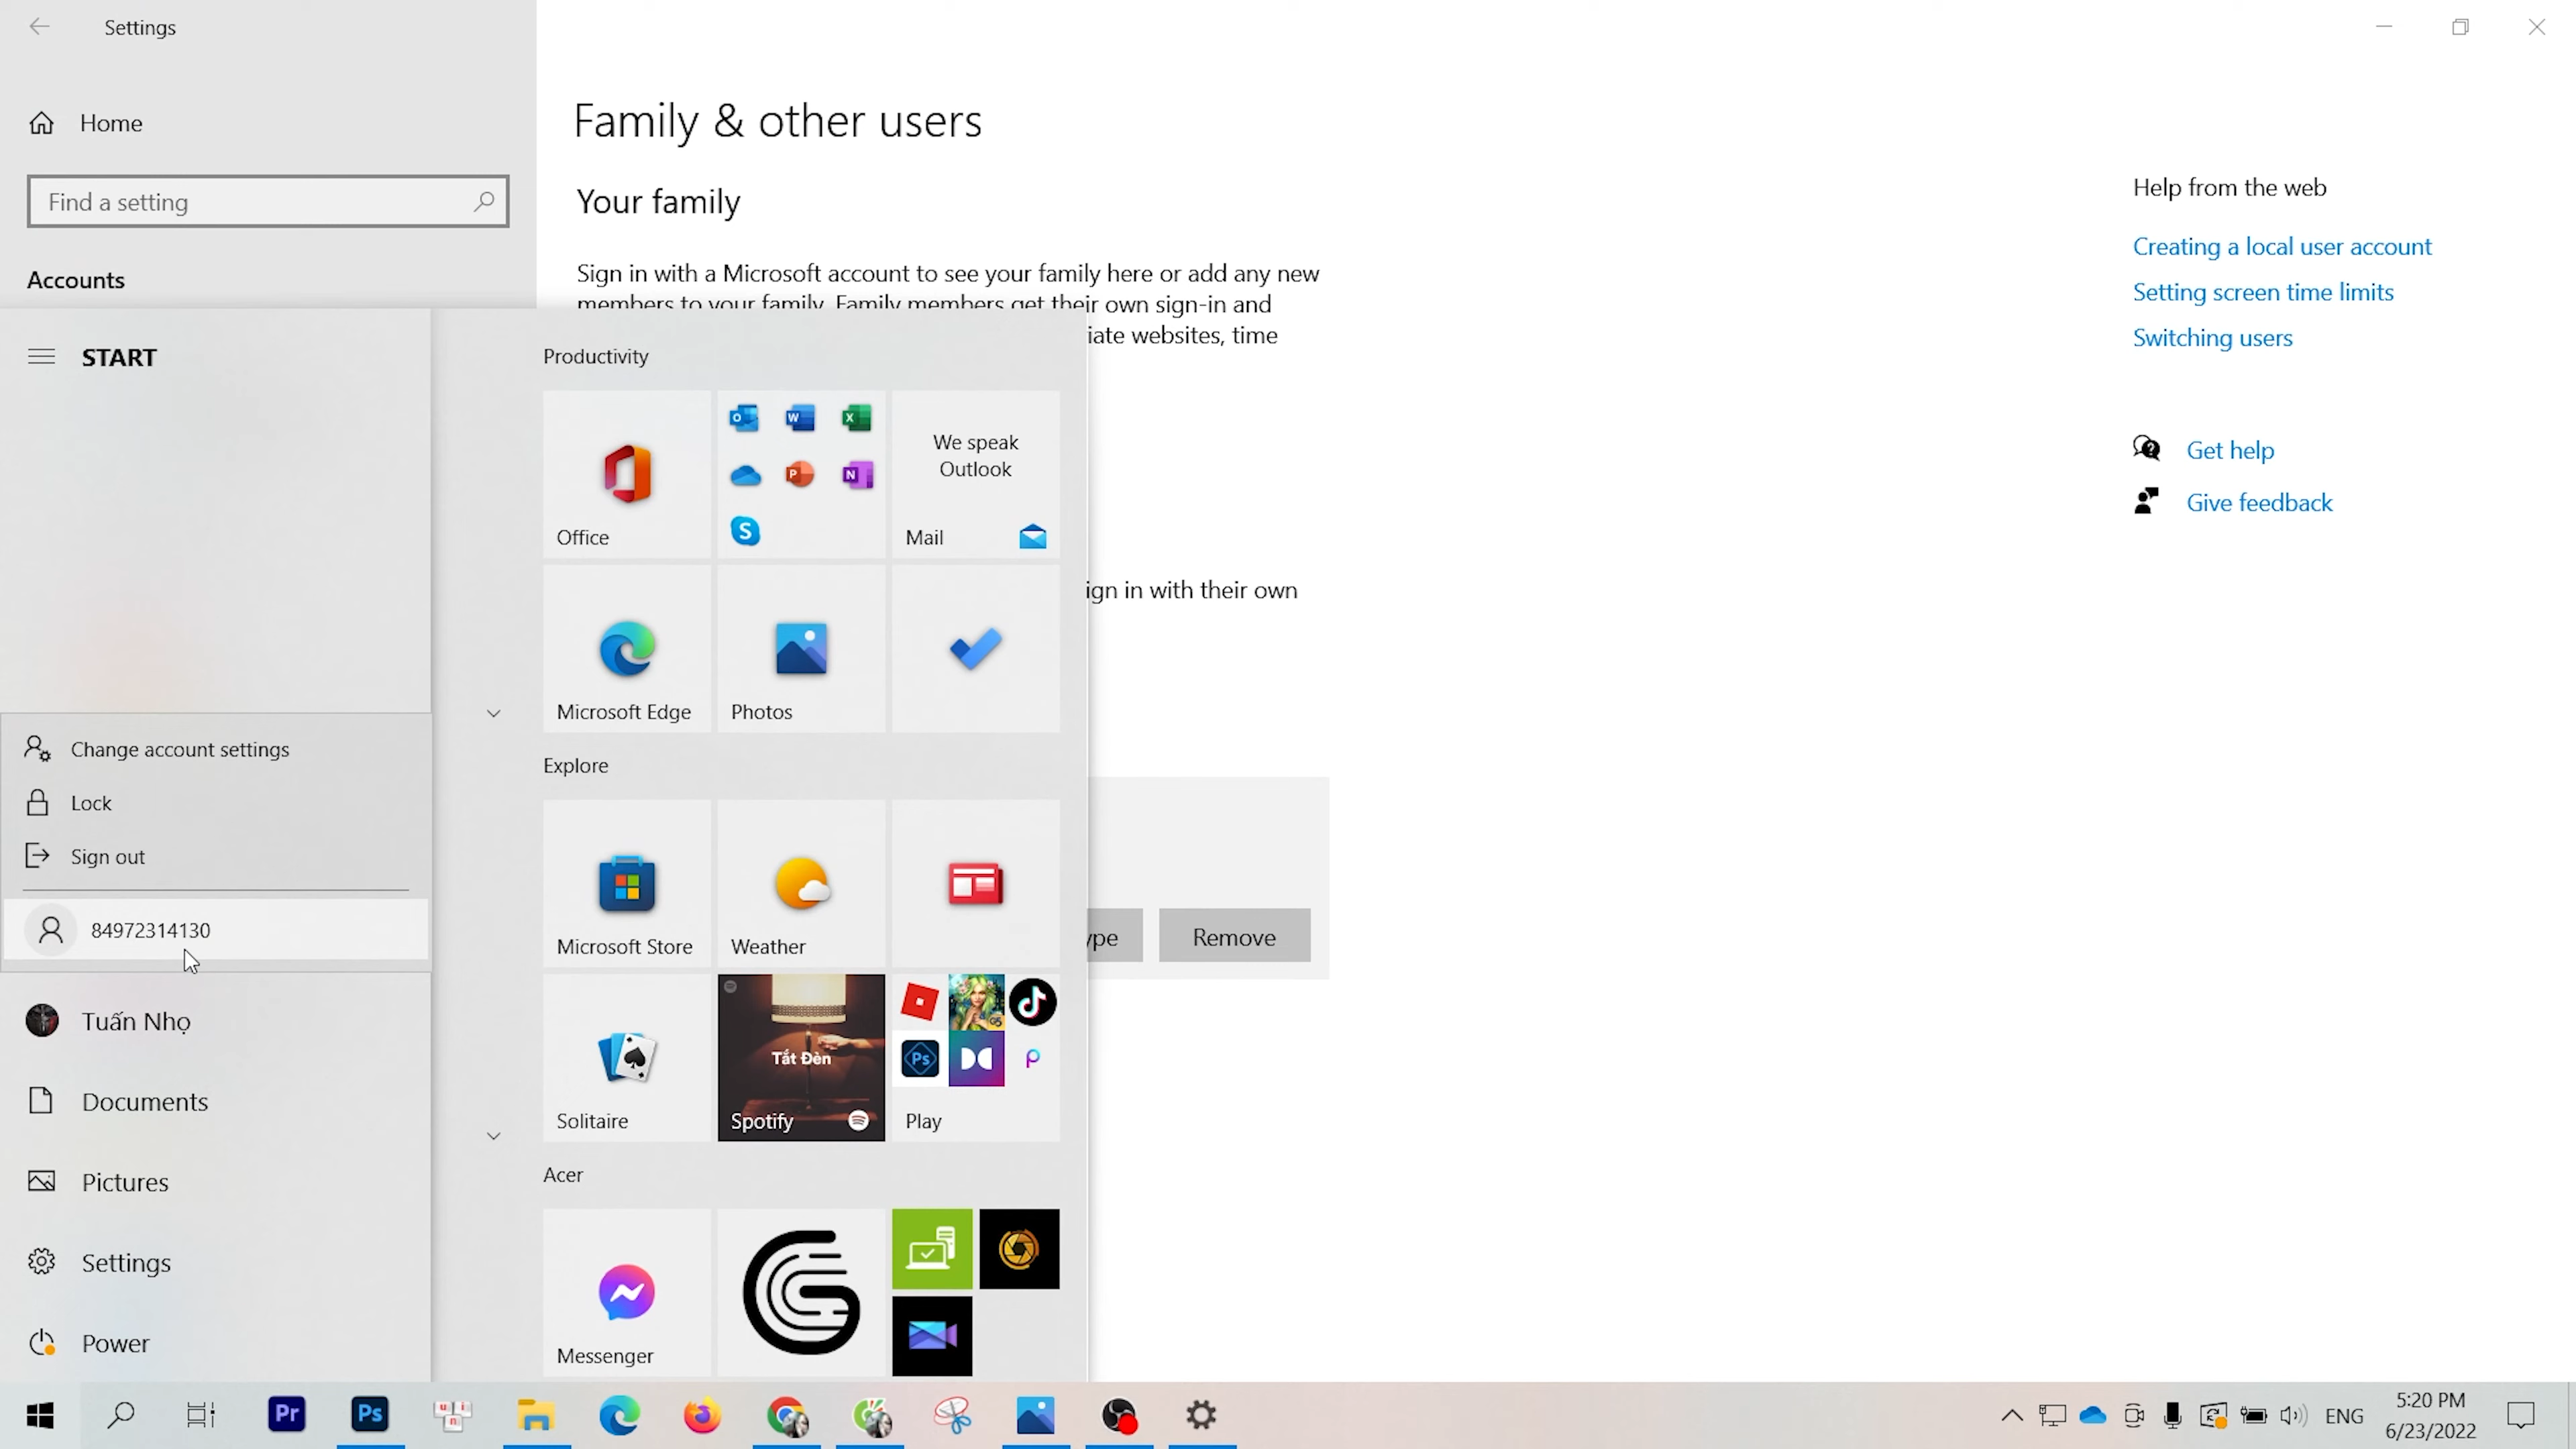 Settings
Home
Find a setting
Accounts
Family & other users
Your family
Sign in with a Microsoft account to see your family here or add any new
members to your family. Family members get their own sign-in and
iate websites, time
ign in with their own
ype
Remove
Help from the web
Creating a local user account
Setting screen time limits
Switching users
Get help
Give feedback
START
Change account settings
Lock
Sign out
84972314130
Tuấn Nhọ
Documents
Pictures
Settings
Power
Productivity
Office
We speak
Outlook
Mail
Microsoft Edge
Photos
Explore
Microsoft Store
Weather
Solitaire
Tắt Đèn
Spotify
Ps
Play
Acer
Messenger
Pr
Ps
u i
n
ENG
5:20 PM
6/23/2022